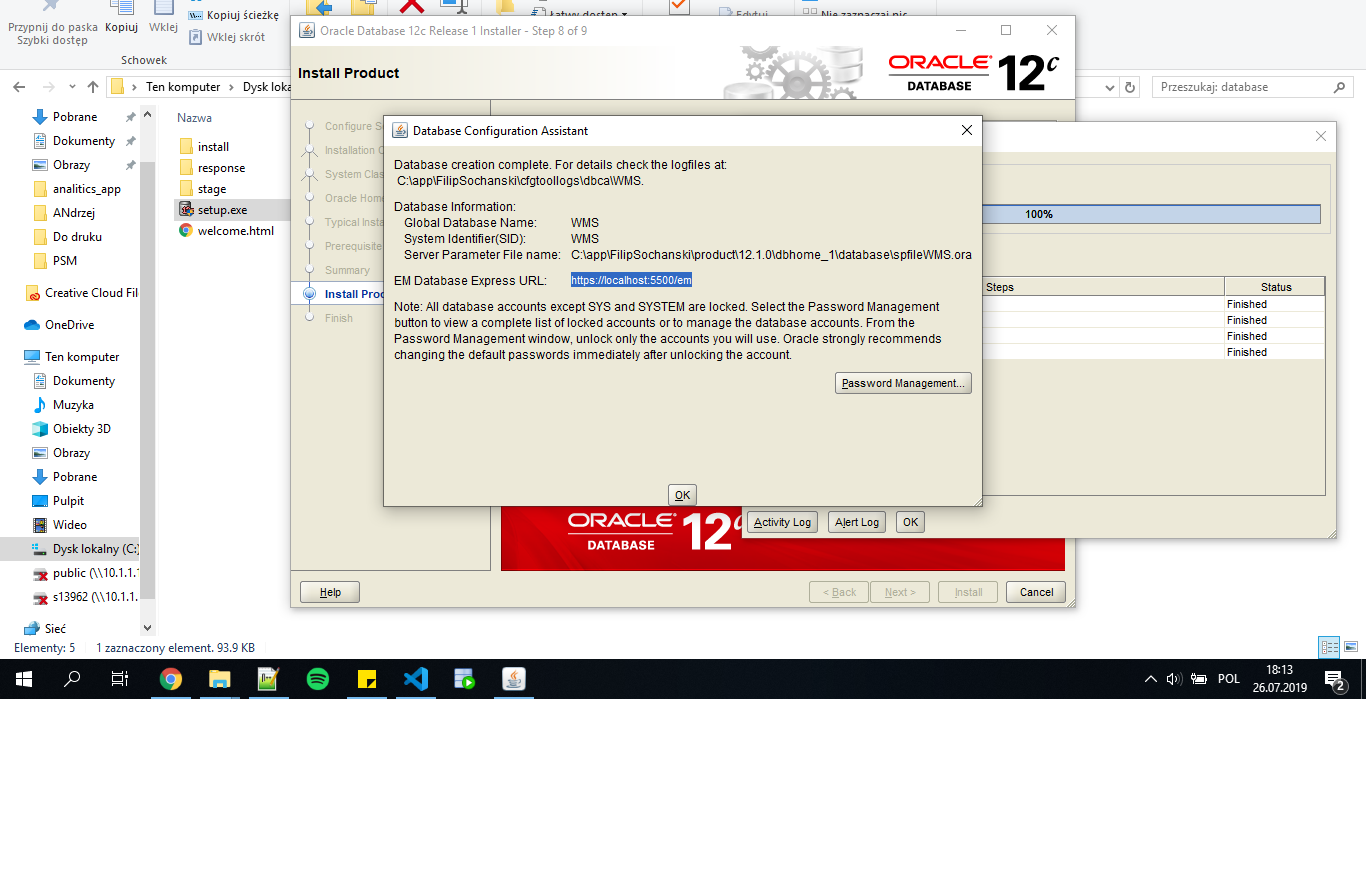 Przypnij do paska
Szybki dostęp
Kopiuj
Wklej
Kopiuj ścieżkę
Wklej skrót
Schowek
Łatwy dostęp
Edytuj
Nie zaznaczaj nic
Ten komputer
Przeszukaj: database
Pobrane
Dokumenty
Obrazy
analitics_app
ANdrzej
Do druku
PSM
Creative Cloud Fil
OneDrive
Ten komputer
Dokumenty
Muzyka
Obiekty 3D
Obrazy
Pobrane
Pulpit
Wideo
Dysk lokalny (C:)
public (\\10.1.1.
s13962 (\\10.1.1.
Sieć
Nazwa
install
response
stage
setup.exe
welcome.html
Elementy: 5
1 zaznaczony element. 93.9 KB
Oracle Database 12c Release 1 Installer - Step 8 of 9
Install Product
ORACLE
DATABASE
12c
Configure
Installation
Oracle Home
Prerequisite
Summary
Install
Finish
Database Configuration Assistant
Database creation complete. For details check the logfiles at:
C:\app\FilipSochanski\cfgtoollogs\dbca\WMS.
Database Information:
Global Database Name: WMS
System Identifier(SID): WMS
Server Parameter File name: C:\app\FilipSochanski\product\12.1.0\dbhome_1\database\spfileWMS.ora
EM Database Express URL: https://localhost:5500/em
Note: All database accounts except SYS and SYSTEM are locked. Select the Password Management
button to view a complete list of locked accounts or to manage the database accounts. From the
Password Management window, unlock only the accounts you will use. Oracle strongly recommends
changing the default passwords immediately after unlocking the account.
Password Management...
OK
100%
Steps Status
Finished
Finished
Finished
Finished
Activity Log
Alert Log
OK
ORACLE
DATABASE
12c
Help
< Back
Next >
Install
Cancel
POL
18:13
26.07.2019
2